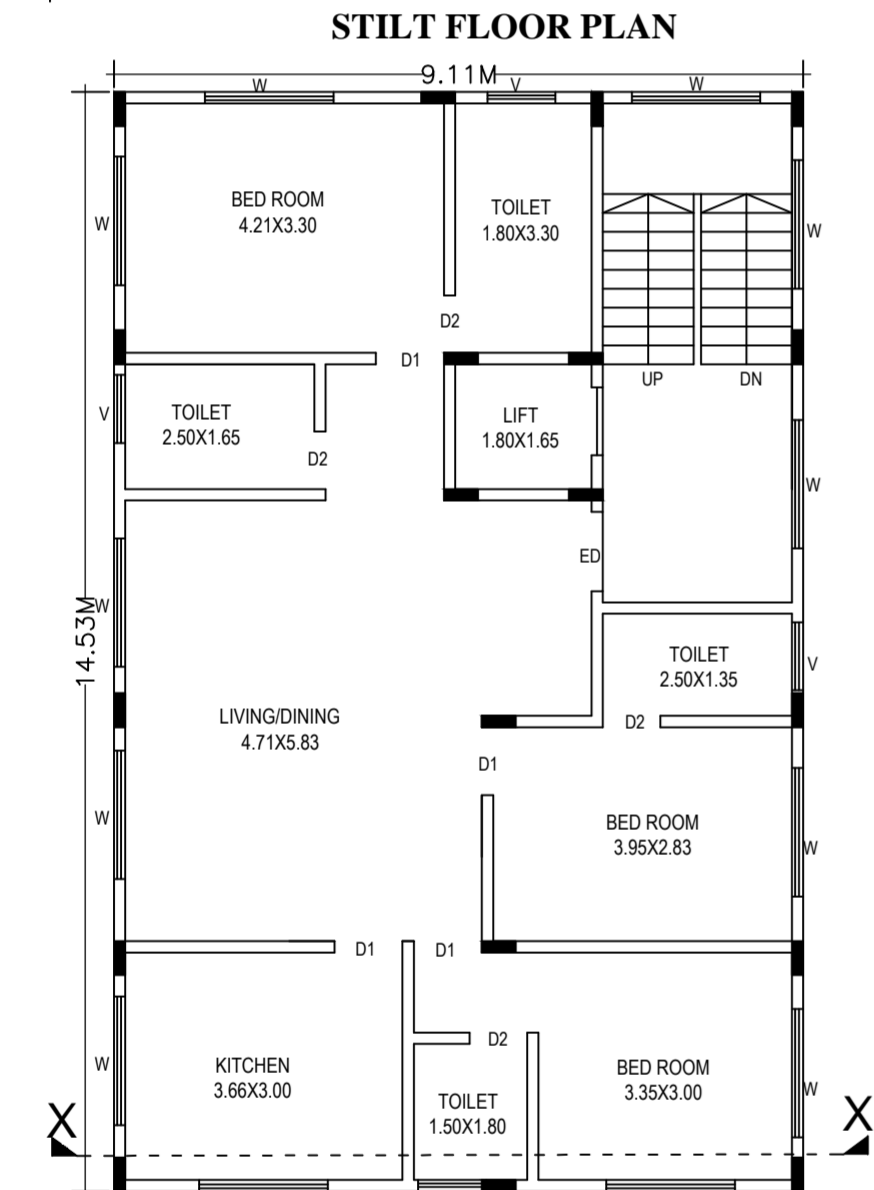 STILT FLOOR PLAN
9.11M
W
V
W
BED ROOM
4.21X3.30
TOILET
1.80X3.30
W
W
D2
D1
UP
DN
V
TOILET
2.50X1.65
LIFT
1.80X1.65
D2
W
ED
14.53M
W
TOILET
2.50X1.35
V
LIVING/DINING
4.71X5.83
D2
D1
W
BED ROOM
3.95X2.83
W
D1
D1
D2
W
KITCHEN
3.66X3.00
BED ROOM
3.35X3.00
W
TOILET
1.50X1.80
X
X